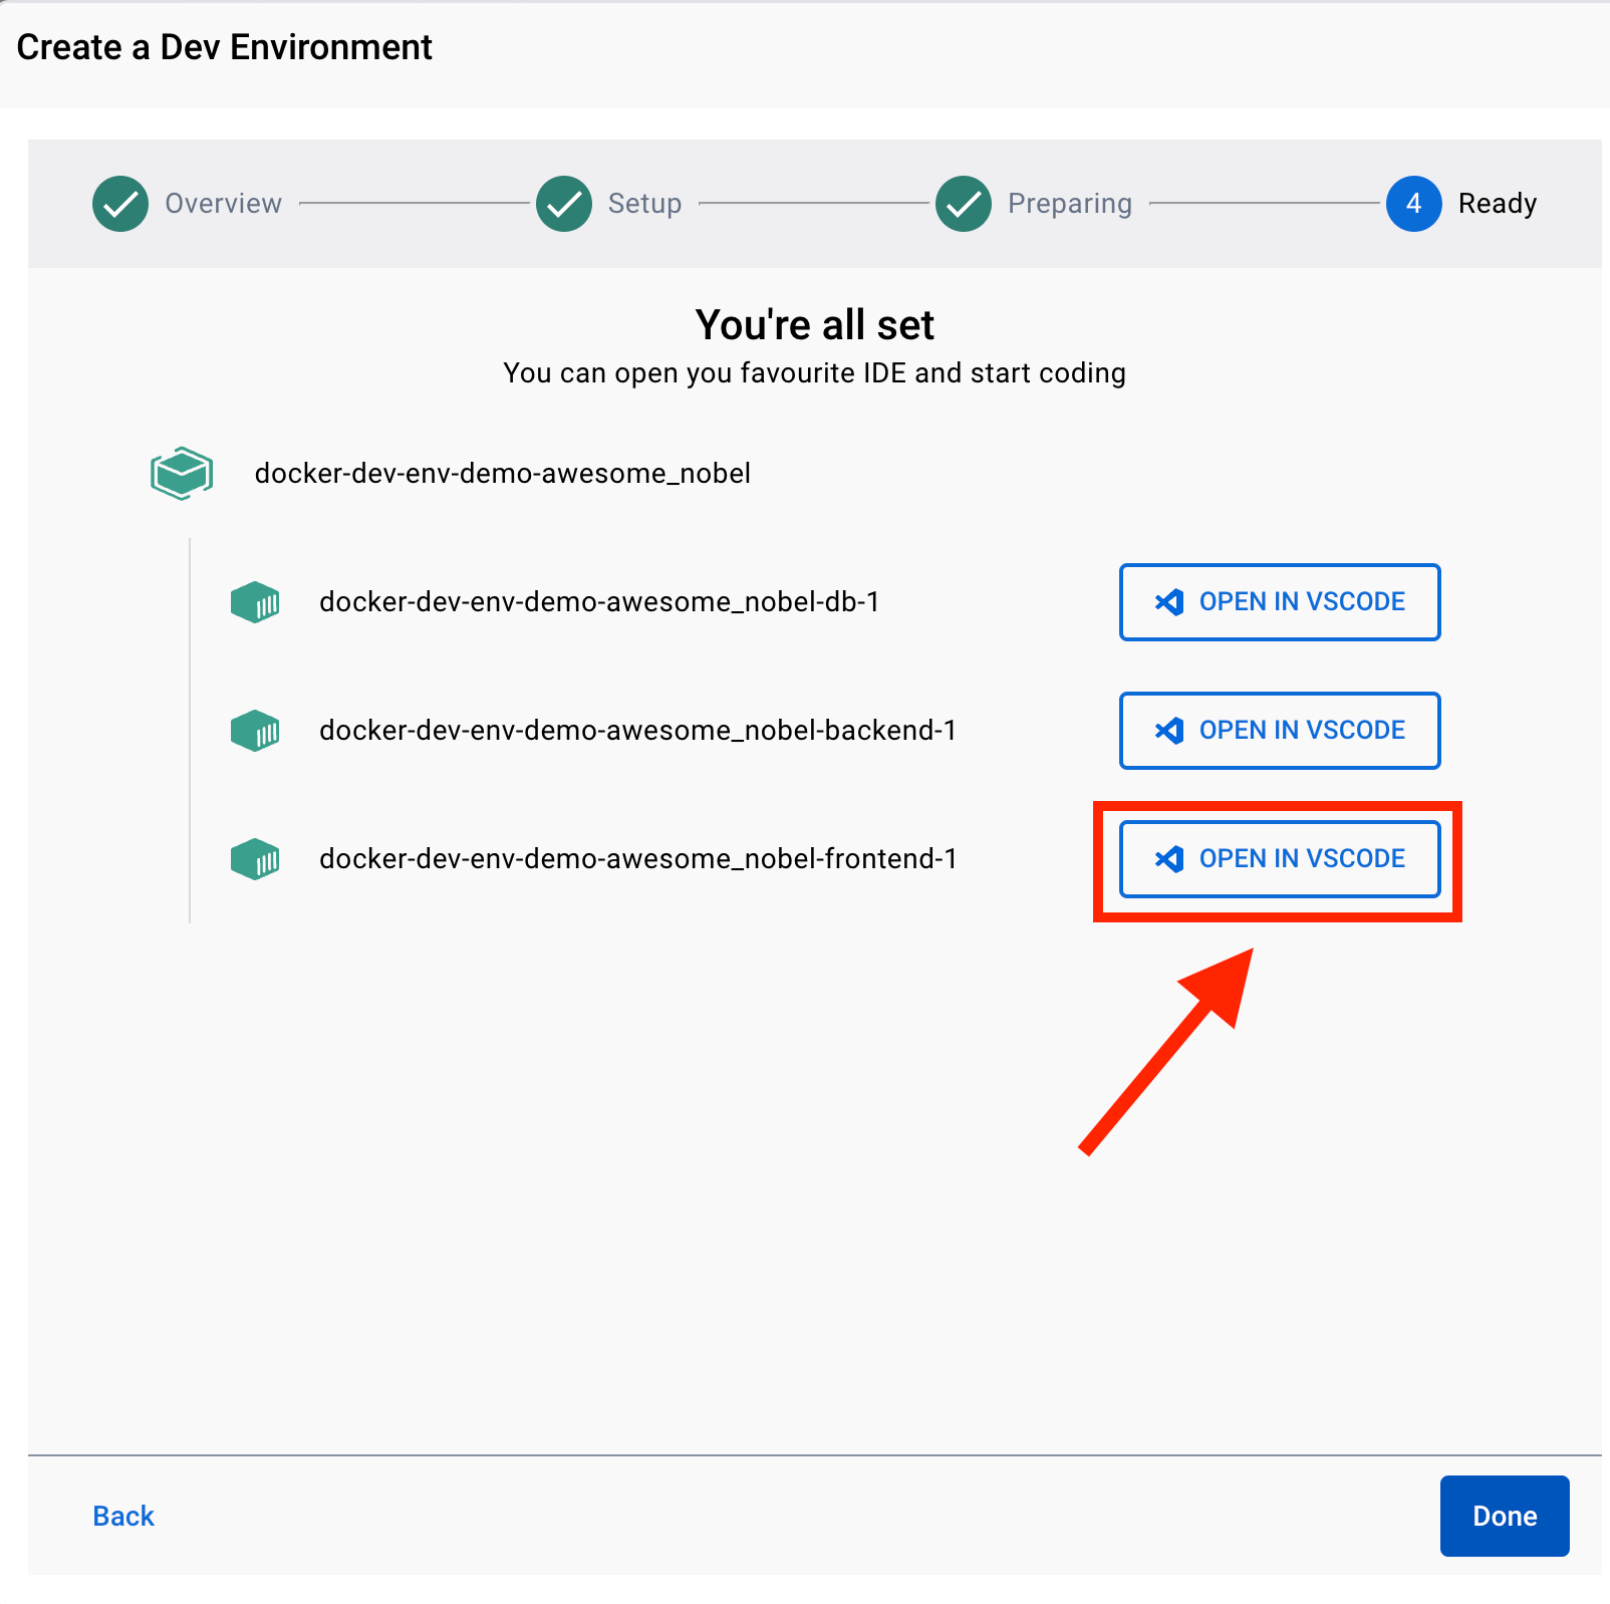 Create a Dev Environment
Overview
Setup
Preparing
4
Ready
You're all set
You can open you favourite IDE and start coding
docker-dev-env-demo-awesome_nobel
docker-dev-env-demo-awesome_nobel-db-1
OPEN IN VSCODE
docker-dev-env-demo-awesome_nobel-backend-1
OPEN IN VSCODE
docker-dev-env-demo-awesome_nobel-frontend-1
OPEN IN VSCODE
Back
Done